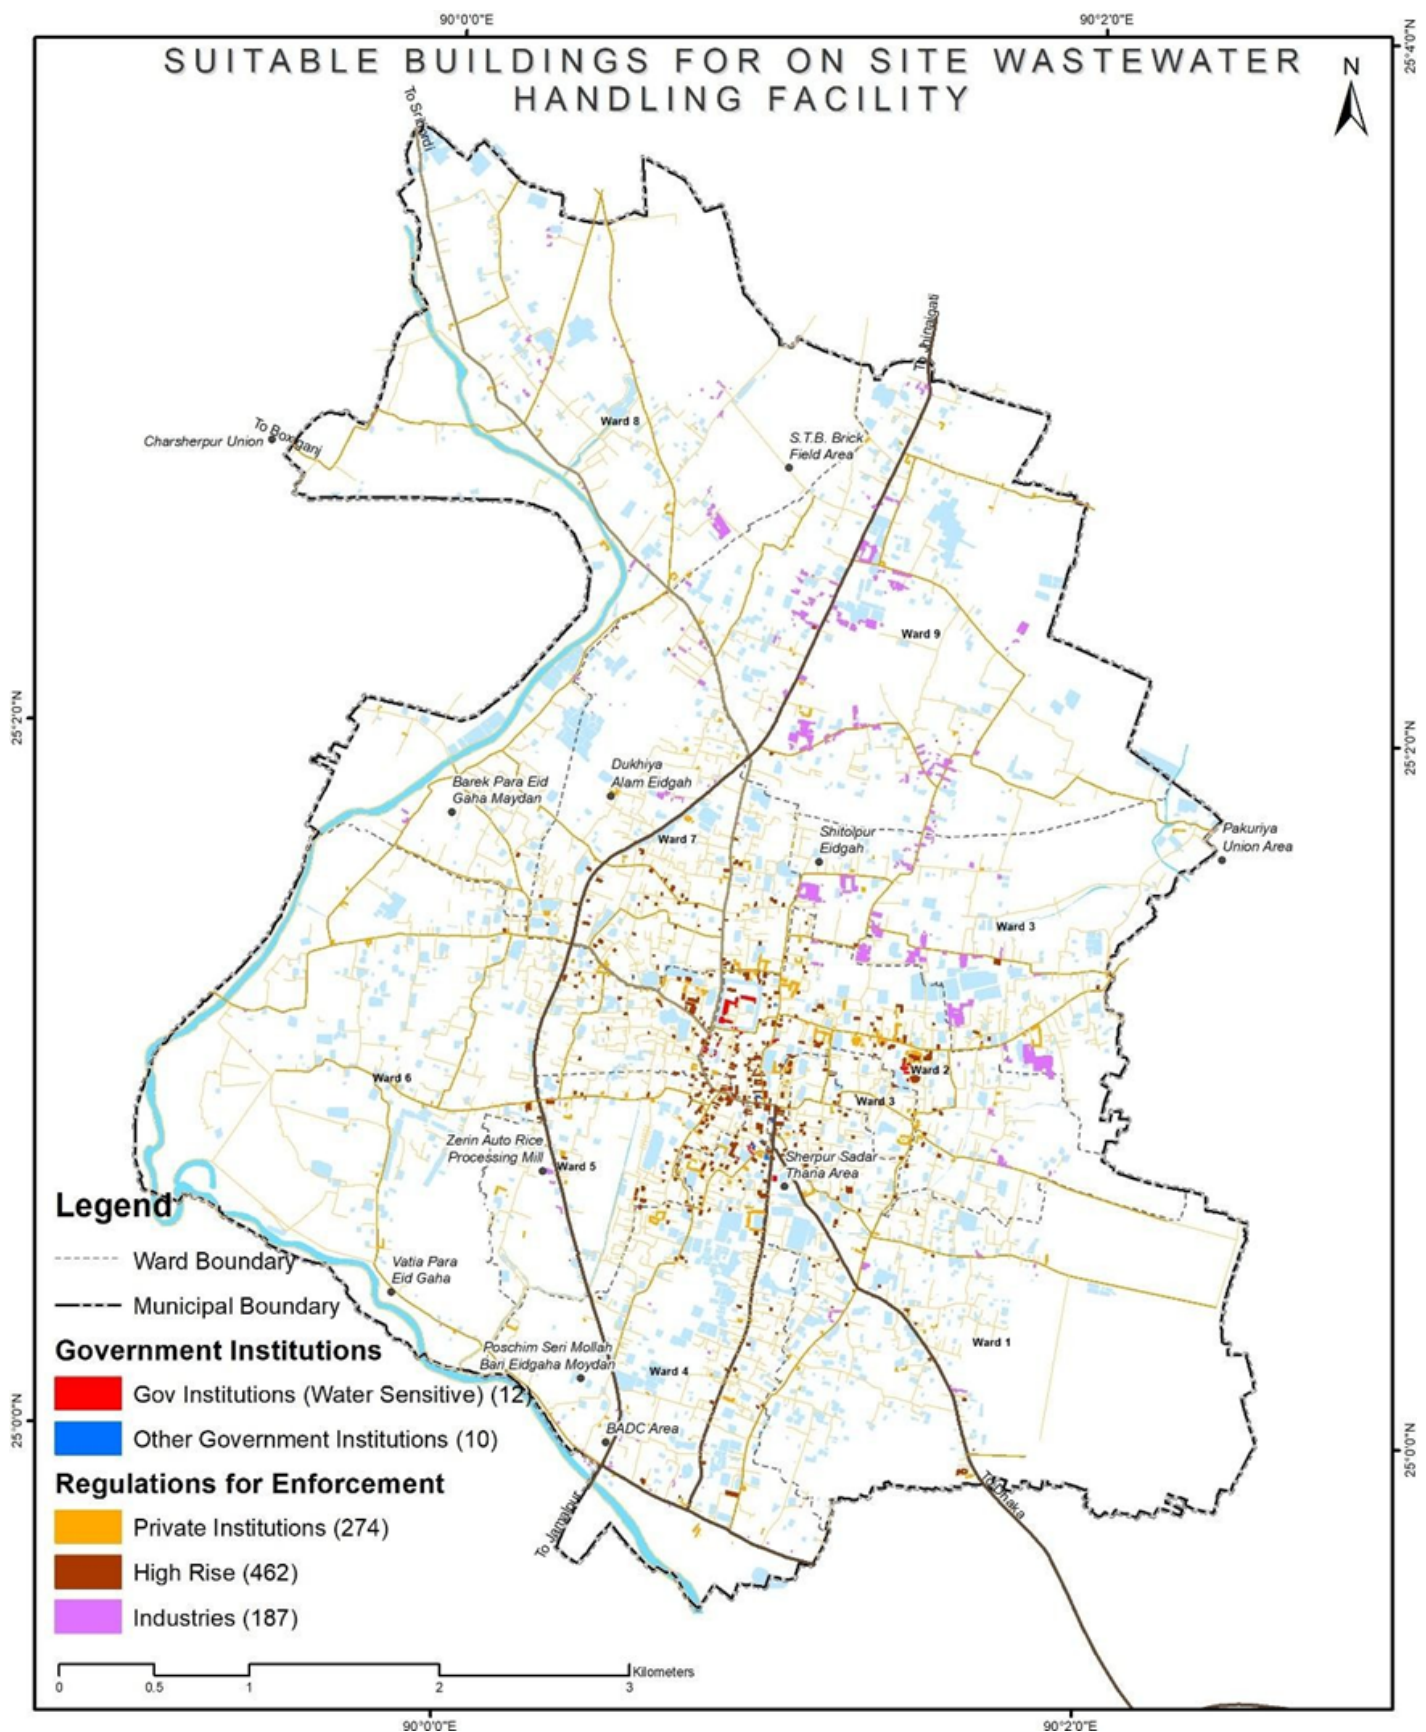 90°0'0"E
90°2'0"E
SUITABLE BUILDINGS FOR ON SITE WASTEWATER
HANDLING FACILITY
N
25°4'0"N
To Sribordi
To Jhinaigati
Ward 8
Charsherpur Union
To Boxiganj
S.T.B. Brick
Field Area
Ward 9
25°2'0"N
25°2'0"N
Dukhiya
Alam Eidgah
Barek Para Eid
Gaha Maydan
Ward 7
Shitolpur
Eidgah
Pakuriya
Union Area
Ward 3
Ward 6
Ward 2
Ward 3
Zerin Auto Rice
Processing Mill
Ward 5
Sherpur Sadar
Thana Area
Vatia Para
Eid Gaha
Ward 1
Poschim Seri Mollah
Bari Eidgaha Moydan
Ward 4
BADC Area
To Jamalpur
To Dhaka
25°0'0"N
25°0'0"N
Legend
Ward Boundary
Municipal Boundary
Government Institutions
Gov Institutions (Water Sensitive) (12)
Other Government Institutions (10)
Regulations for Enforcement
Private Institutions (274)
High Rise (462)
Industries (187)
Kilometers
0 0.5 1 2 3
90°0'0"E
90°2'0"E